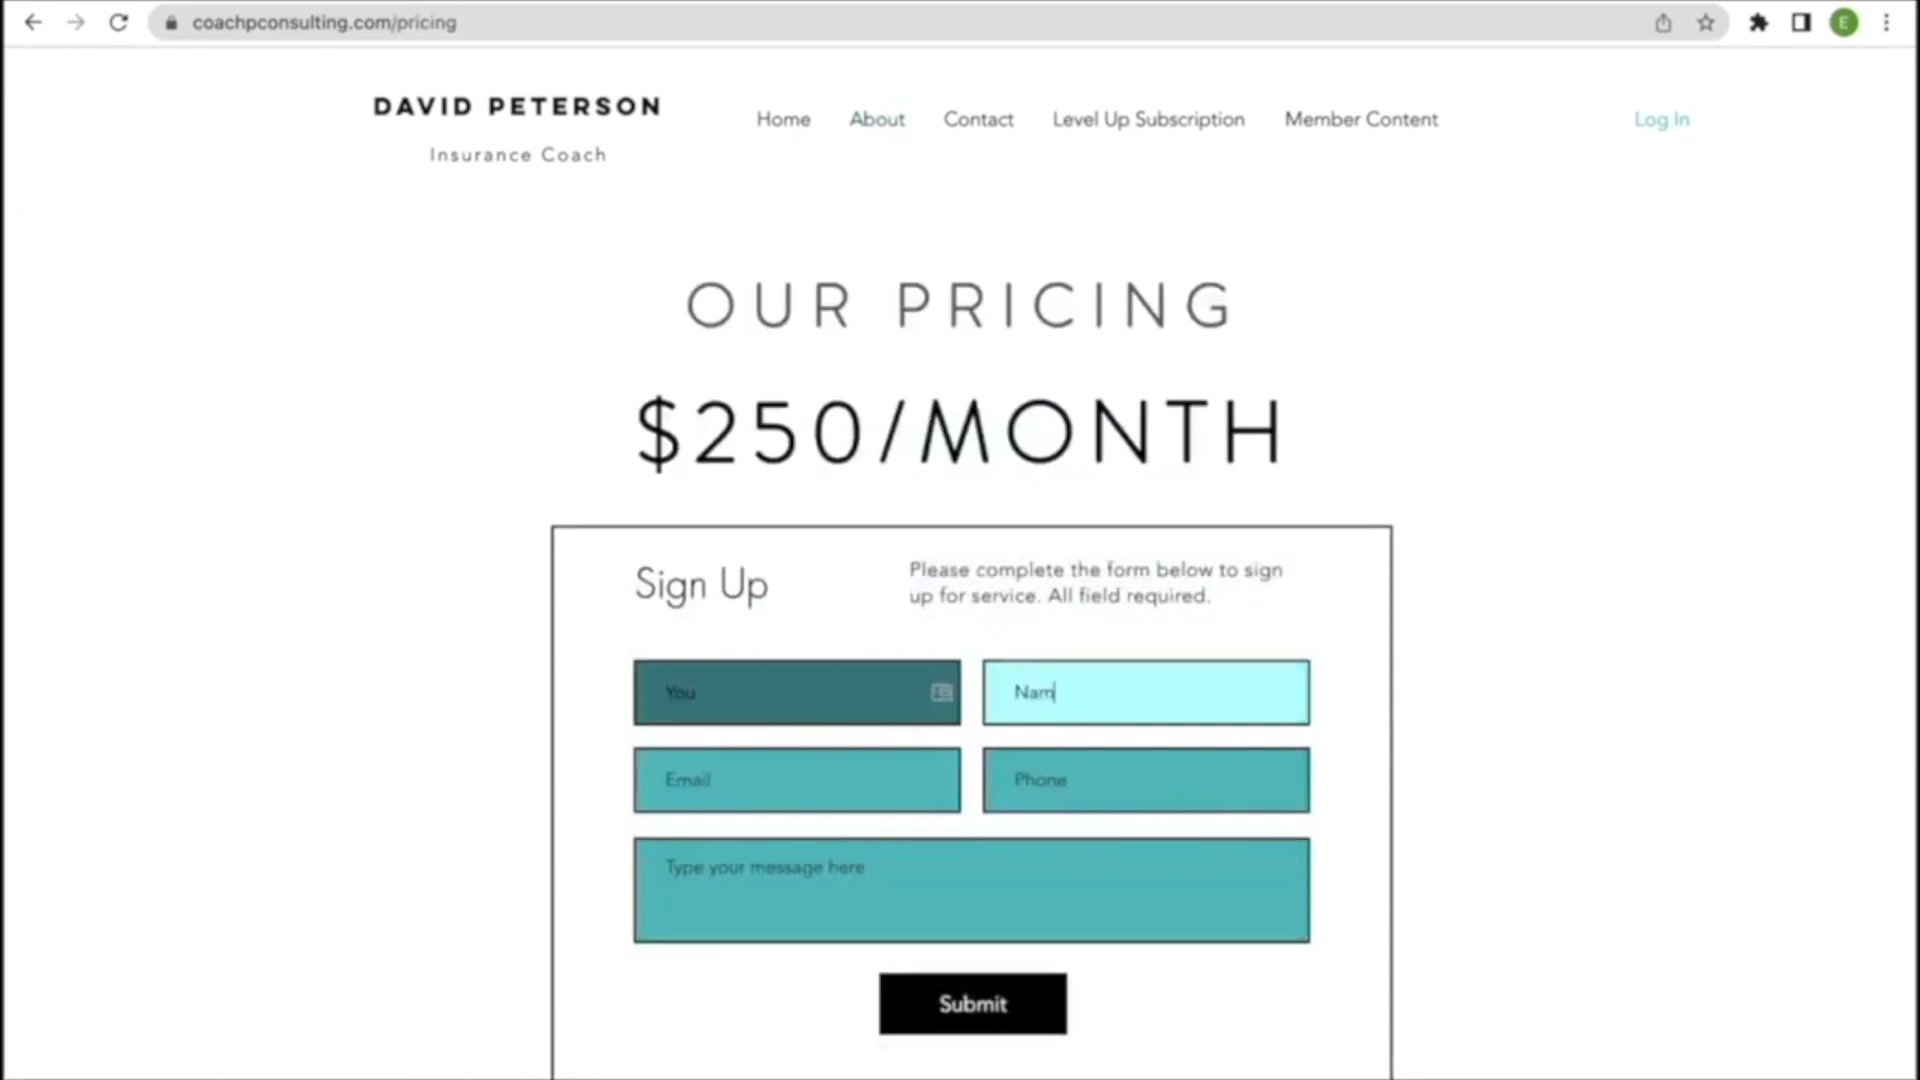 coachpconsulting.com/pricing
E
DAVID PETERSON
Insurance Coach
Home About Contact Level Up Subscription Member Content Log In
OUR PRICING
$250/MONTH
Sign Up
Please complete the form below to sign
up for service. All field required.
You Nam
Email Phone
Type your message here
Submit